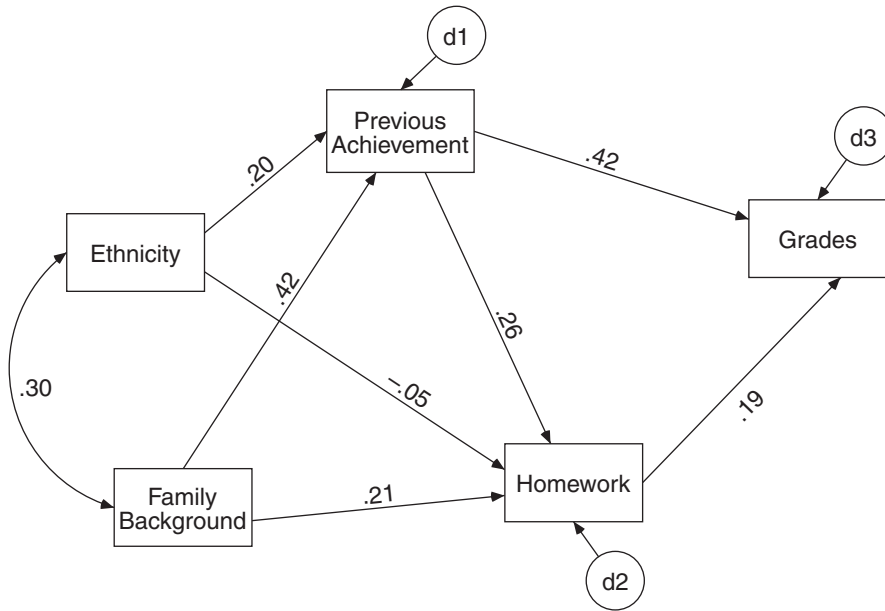 d1
Previous
Achievement
d3
.20
.42
Grades
Ethnicity
.42
.26
.30
–.05
.19
Family
Background
.21
Homework
d2